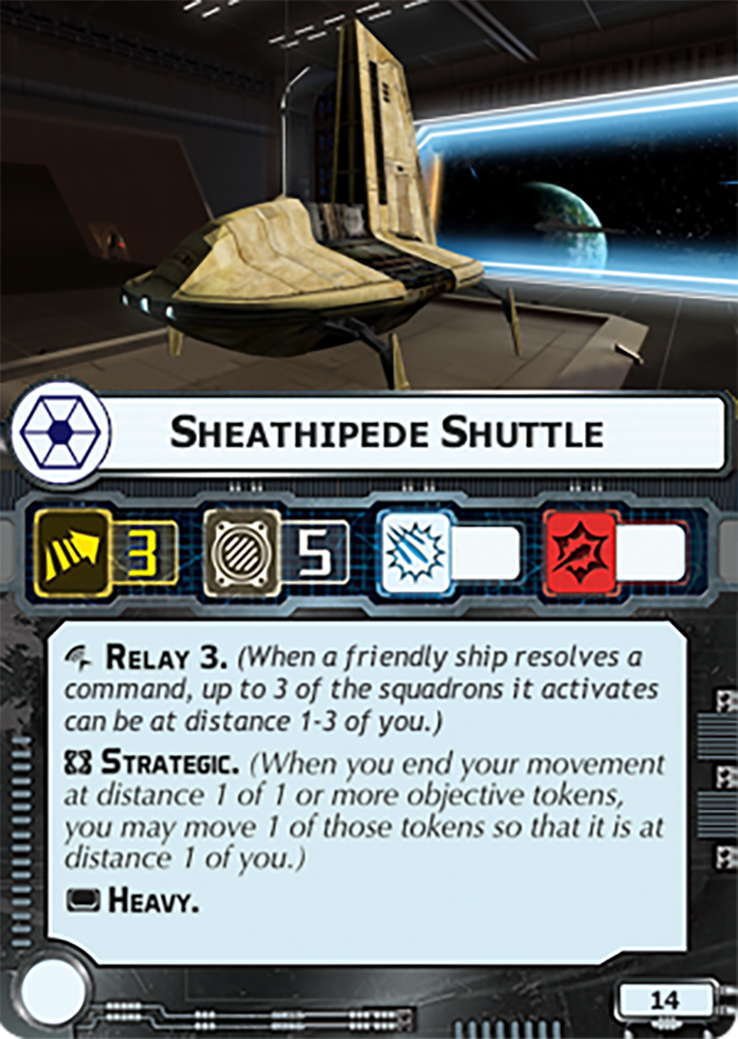 Sheathipede Shuttle
3 5
Relay 3. (When a friendly ship resolves a
command, up to 3 of the squadrons it activates
can be at distance 1-3 of you.)
Strategic. (When you end your movement
at distance 1 of 1 or more objective tokens,
you may move 1 of those tokens so that it is at
distance 1 of you.)
Heavy.
14